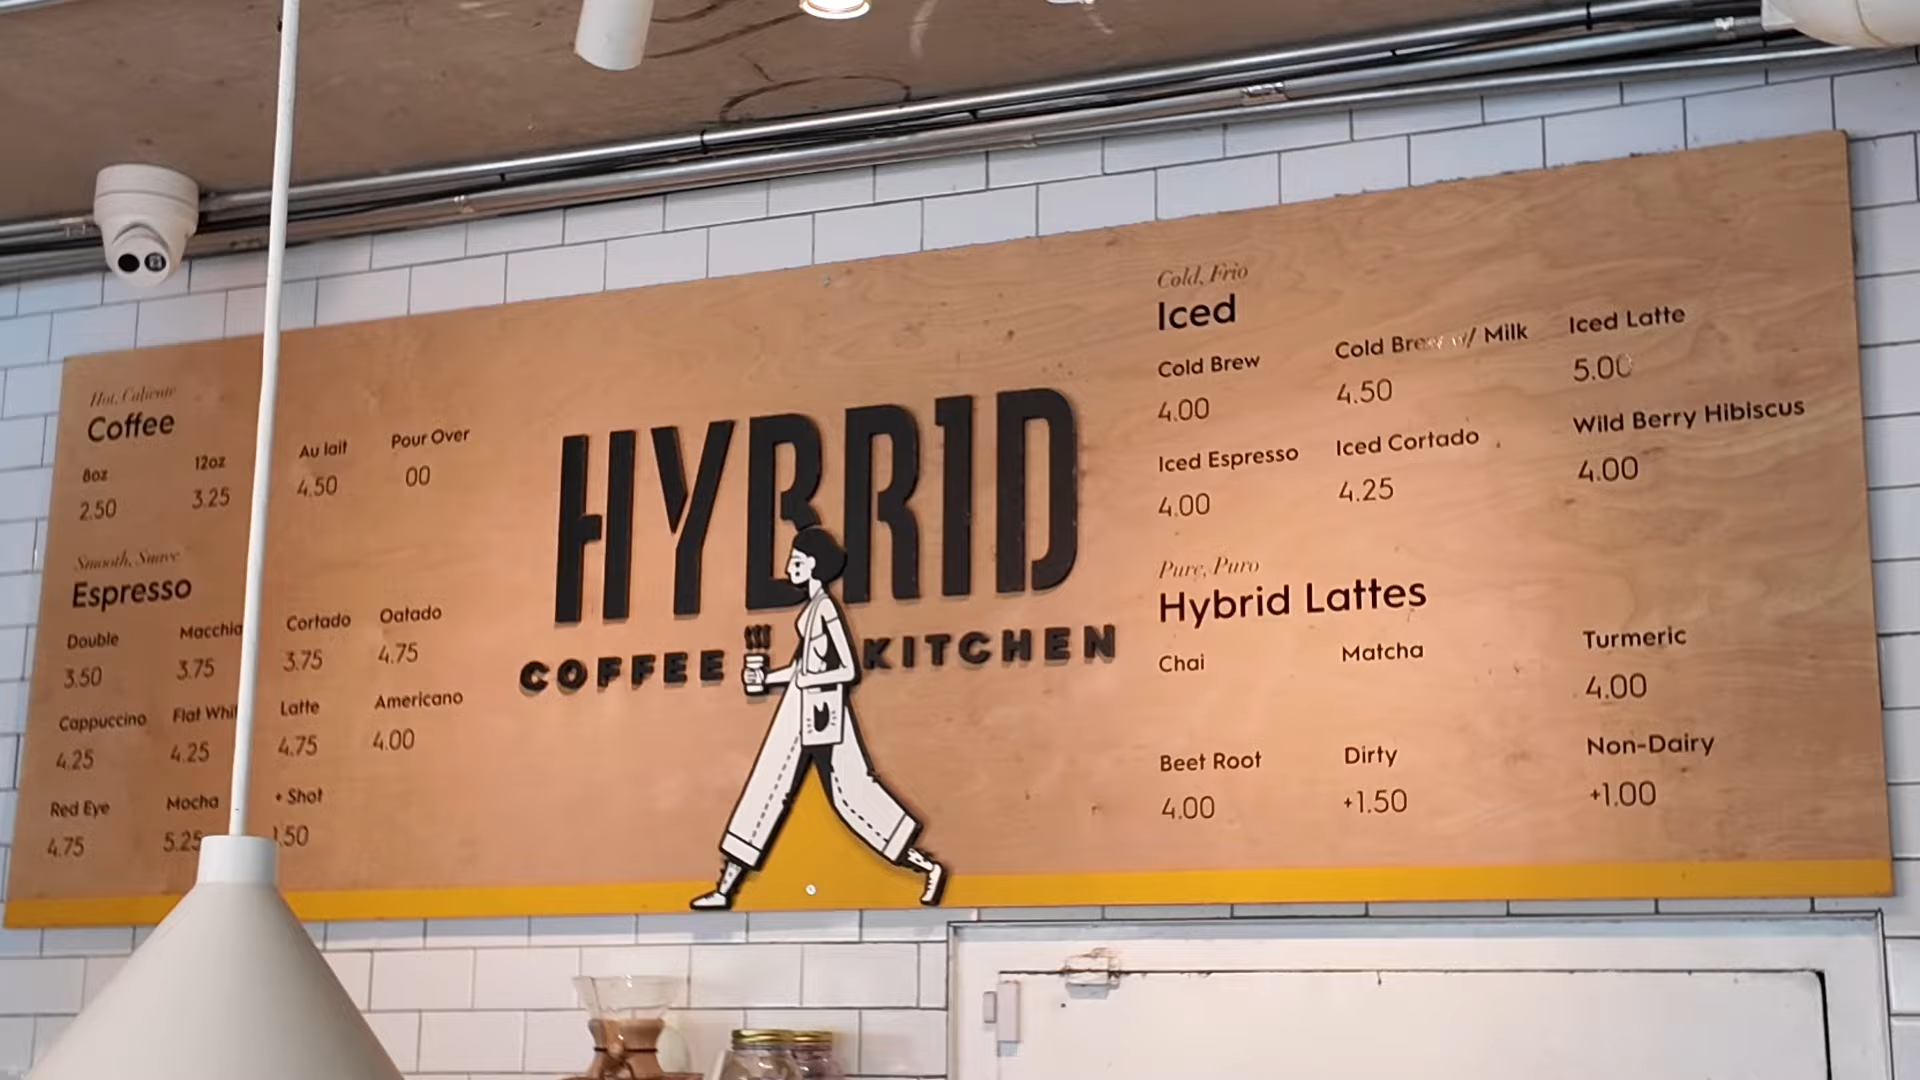 Hot, Caliente
Coffee
8oz 12oz Au lait Pour Over
2.50 3.25 4.50 00
Smooth, Suave
Espresso
Double Macchia Cortado Oatado
3.50 3.75 3.75 4.75
Cappuccino Flat Whit Latte Americano
4.25 4.25 4.75 4.00
Red Eye Mocha + Shot
4.75 5.25 1.50
HYBRID
COFFEE KITCHEN
Cold, Frio
Iced
Cold Brew Cold Brew w/ Milk Iced Latte
4.00 4.50 5.00
Iced Espresso Iced Cortado Wild Berry Hibiscus
4.00 4.25 4.00
Pure, Puro
Hybrid Lattes
Chai Matcha Turmeric
4.00
Beet Root Dirty Non-Dairy
4.00 +1.50 +1.00